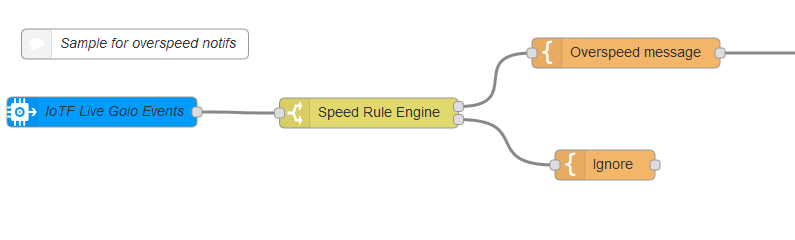 Sample for overspeed notifs
Overspeed message
IoTF Live Golo Events
Speed Rule Engine
Ignore